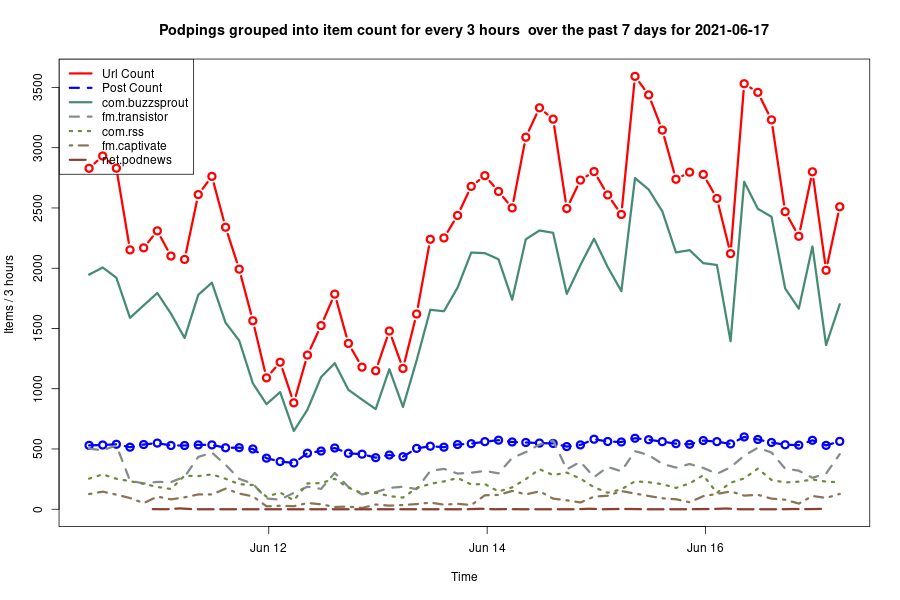 Podpings grouped into item count for every 3 hours  over the past 7 days for 2021-06-17
Url Count
Post Count
com.buzzsprout
fm.transistor
com.rss
fm.captivate
net.podnews
Items / 3 hours
3500
3000
2500
2000
1500
1000
500
0
Jun 12
Jun 14
Jun 16
Time